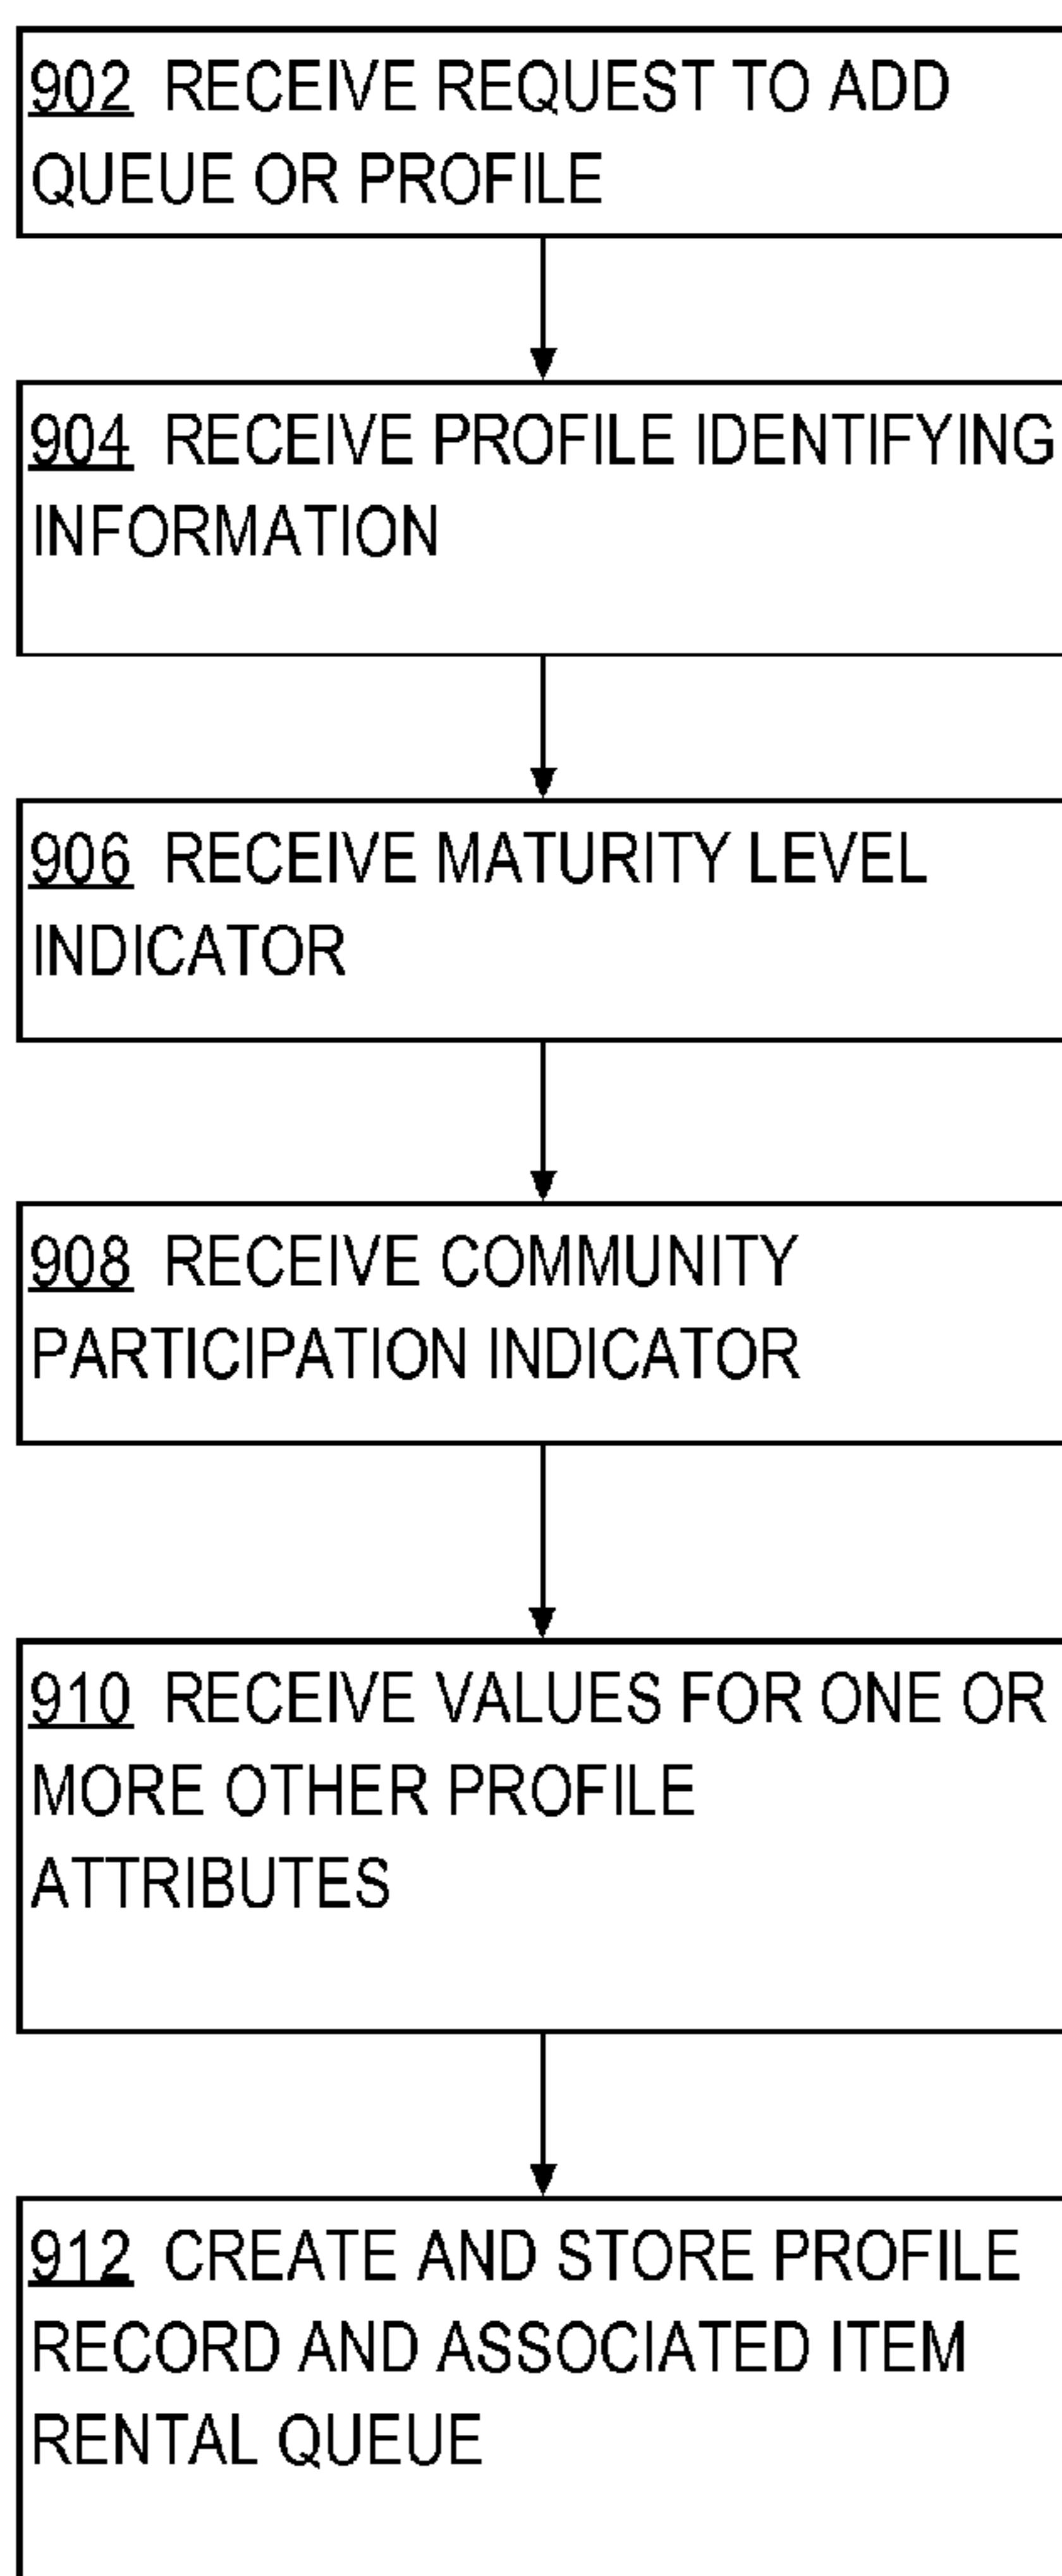 902 RECEIVE REQUEST TO ADD
QUEUE OR PROFILE
904 RECEIVE PROFILE IDENTIFYING
INFORMATION
906 RECEIVE MATURITY LEVEL
INDICATOR
908 RECEIVE COMMUNITY
PARTICIPATION INDICATOR
910 RECEIVE VALUES FOR ONE OR
MORE OTHER PROFILE
ATTRIBUTES
912 CREATE AND STORE PROFILE
RECORD AND ASSOCIATED ITEM
RENTAL QUEUE